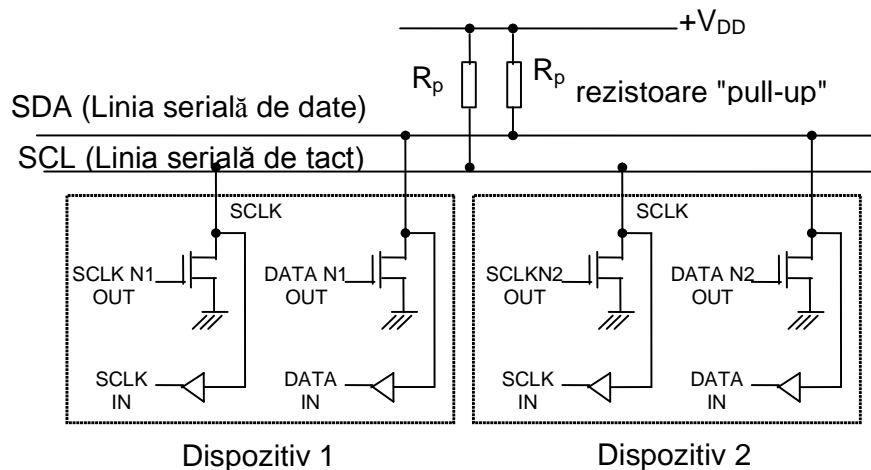 +VDD
Rp
Rp
rezistoare "pull-up"
SDA (Linia serială de date)
SCL (Linia serială de tact)
SCLK
SCLK
SCLK N1
OUT
DATA N1
OUT
SCLKN2
OUT
DATA N2
OUT
SCLK
IN
DATA
IN
SCLK
IN
DATA
IN
Dispozitiv 1
Dispozitiv 2